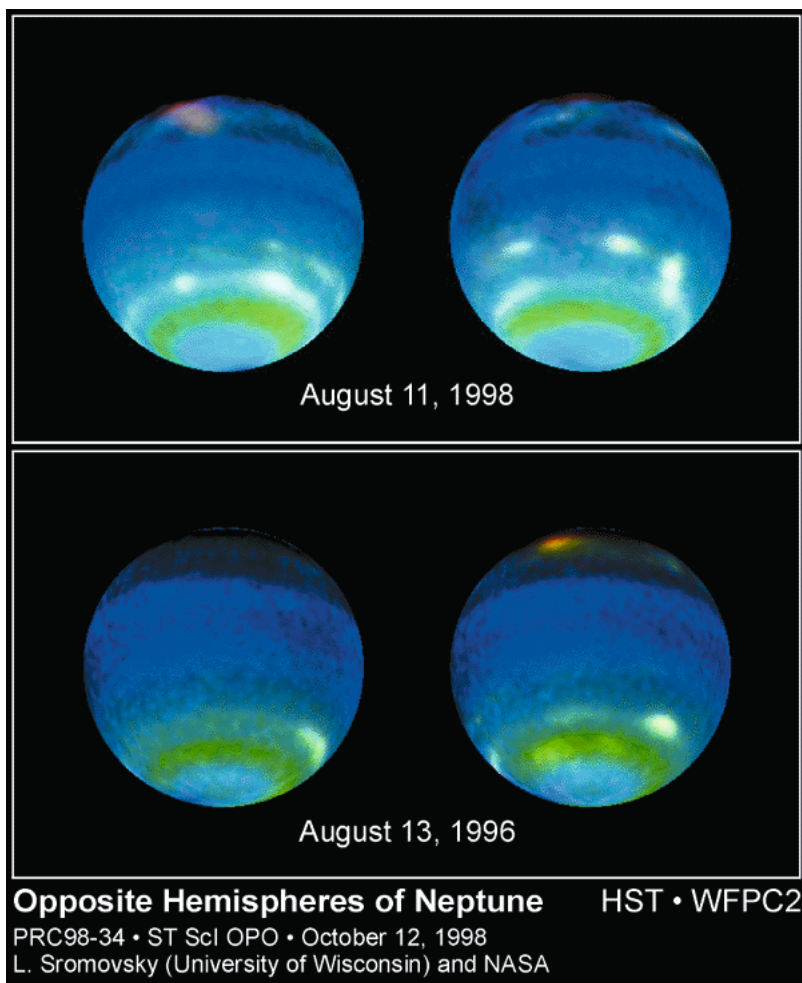 August 11, 1998
August 13, 1996
Opposite Hemispheres of Neptune HST • WFPC2
PRC98-34 • ST ScI OPO • October 12, 1998
L. Sromovsky (University of Wisconsin) and NASA